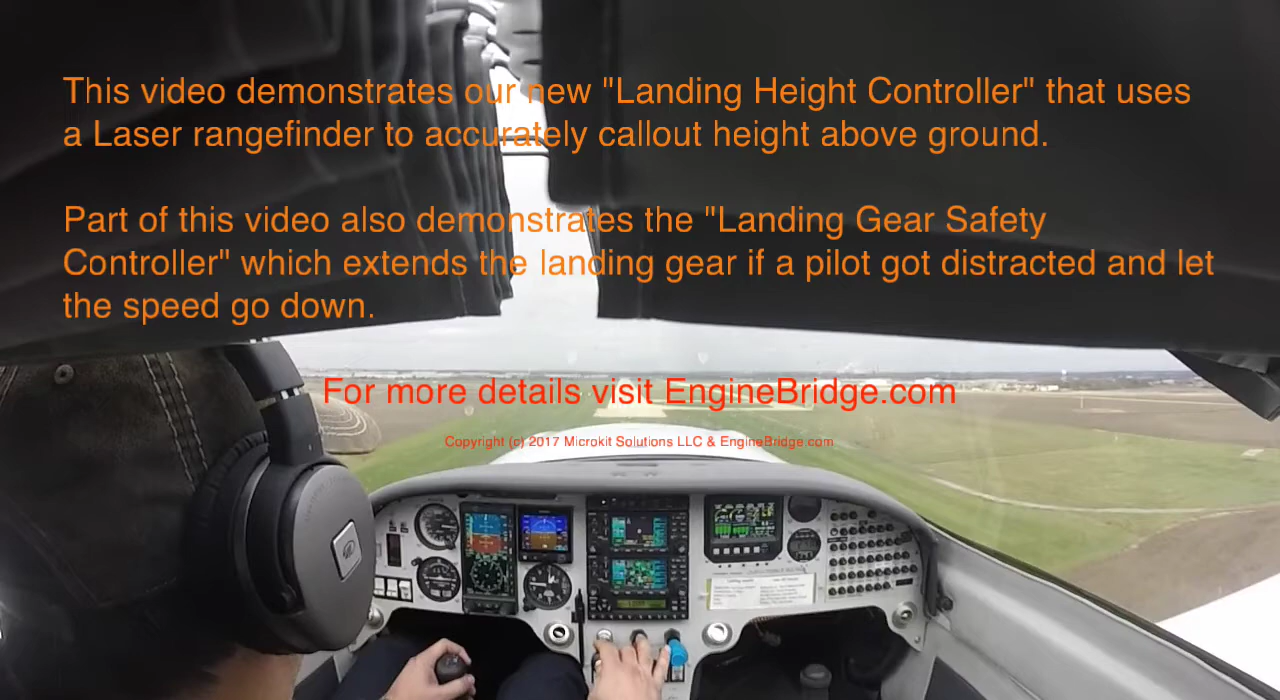 This video demonstrates our new "Landing Height Controller" that uses
a Laser rangefinder to accurately callout height above ground.
Part of this video also demonstrates the "Landing Gear Safety
Controller" which extends the landing gear if a pilot got distracted and let
the speed go down.
For more details visit EngineBridge.com
Copyright (c) 2017 Microkit Solutions LLC & EngineBridge.com